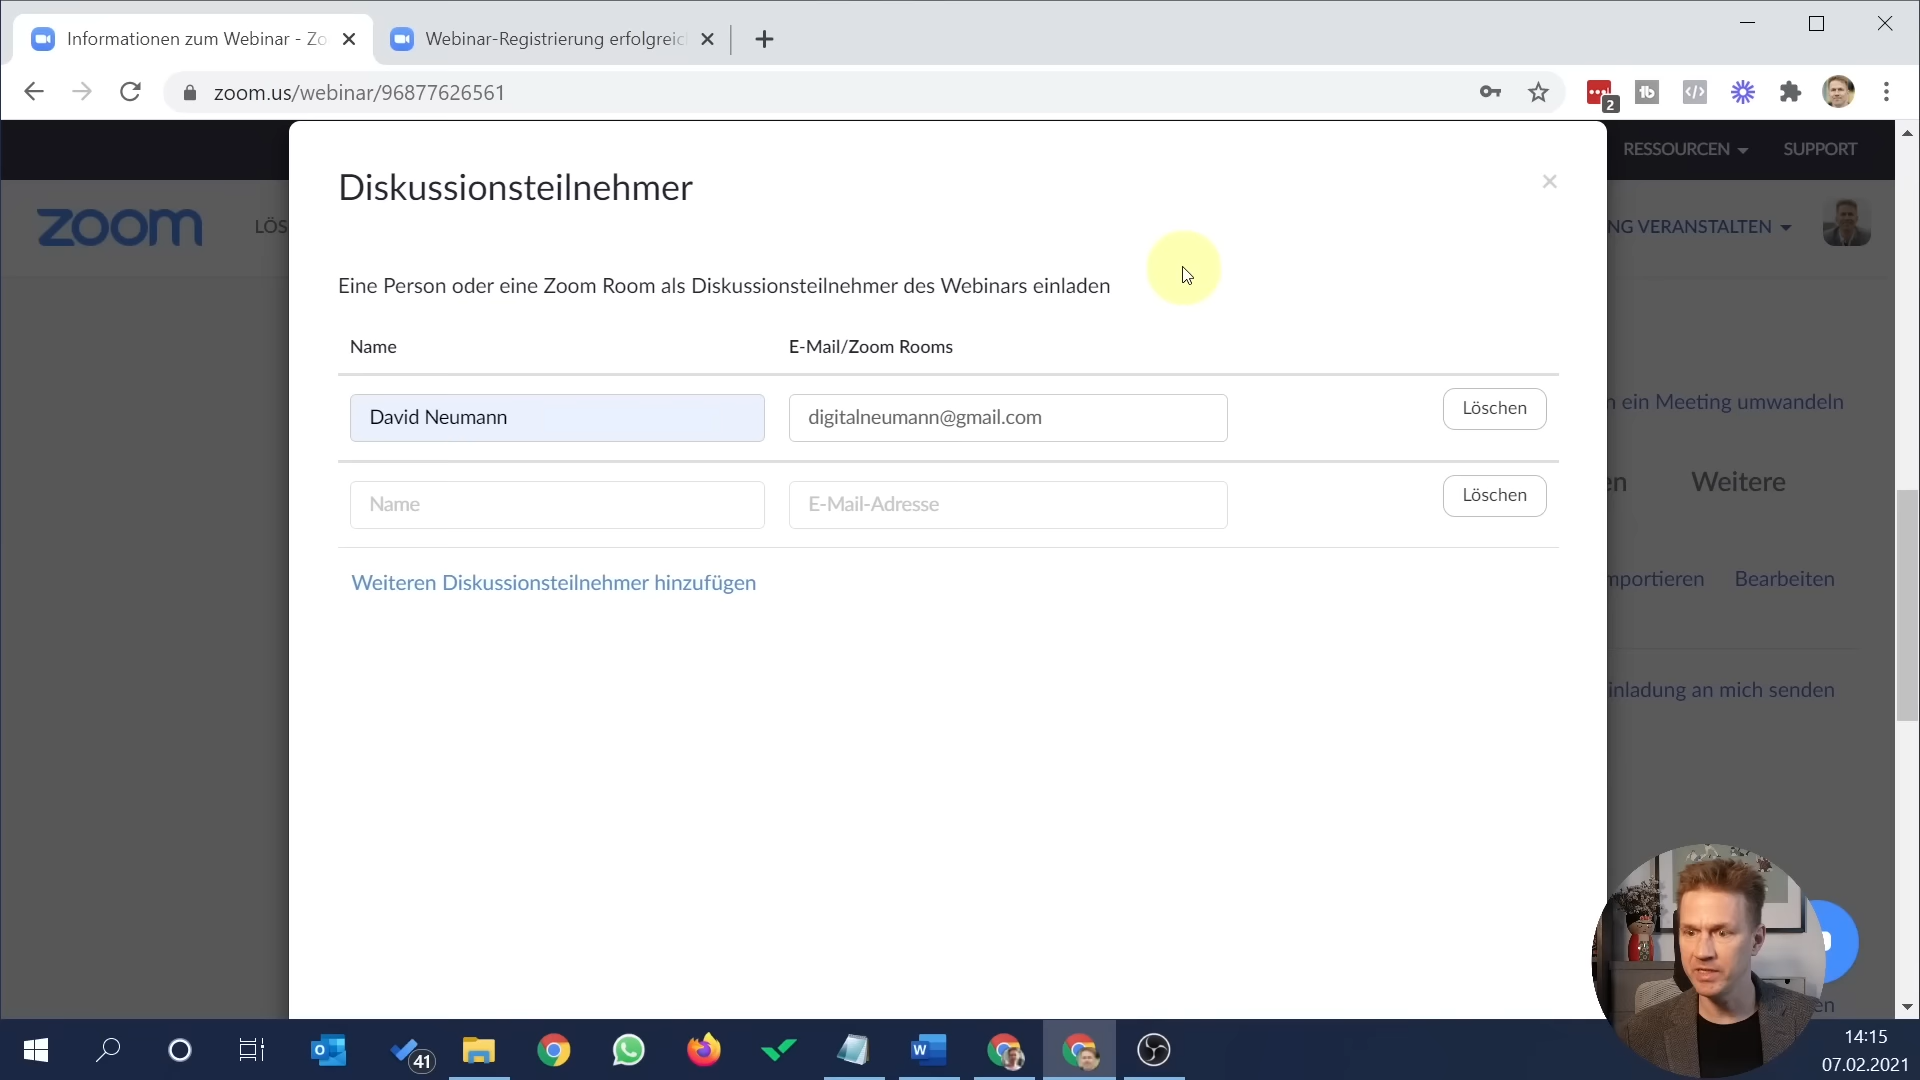 Informationen zum Webinar - Zo
Webinar-Registrierung erfolgreic
zoom.us/webinar/96877626561
2
RESSOURCEN
SUPPORT
zoom
LÖS
NG VERANSTALTEN
Diskussionsteilnehmer
Eine Person oder eine Zoom Room als Diskussionsteilnehmer des Webinars einladen
Name
E-Mail/Zoom Rooms
David Neumann
digitalneumann@gmail.com
Löschen
n ein Meeting umwandeln
Name
E-Mail-Adresse
Löschen
en
Weitere
Weiteren Diskussionsteilnehmer hinzufügen
mportieren
Bearbeiten
inladung an mich senden
en
41
14:15
07.02.2021